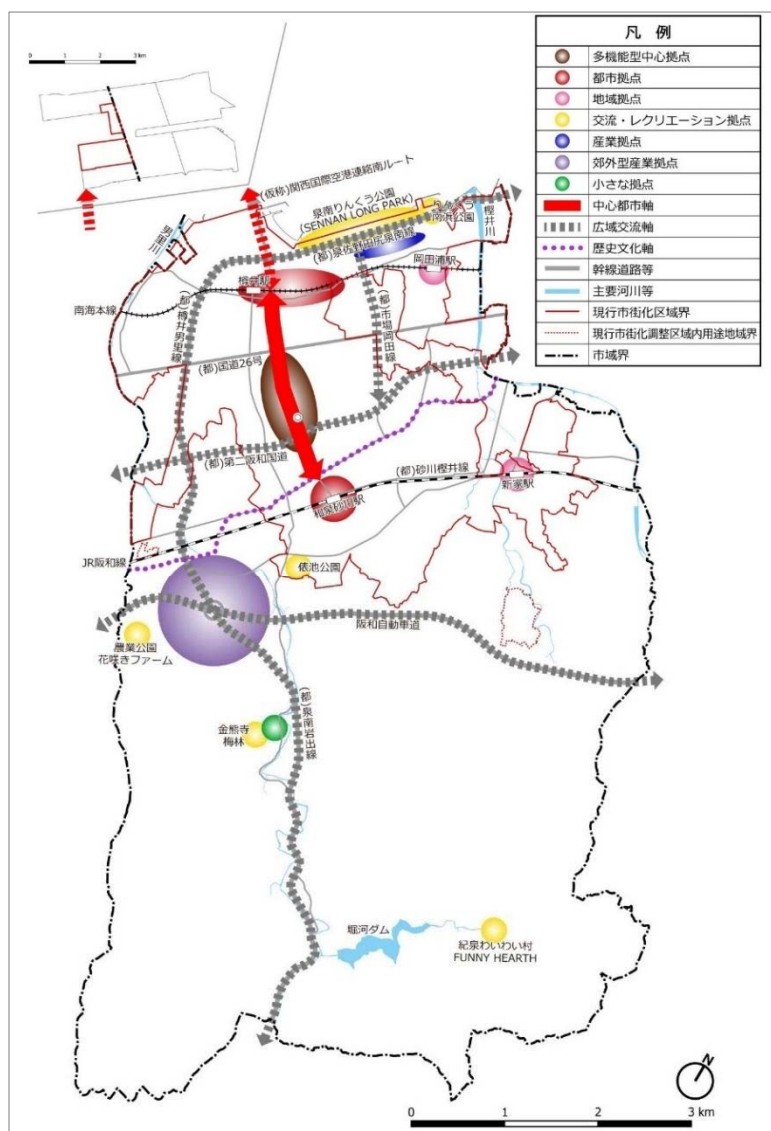 0 1 2 3 km
凡 例
多機能型中心拠点
都市拠点
地域拠点
交流・レクリエーション拠点
産業拠点
郊外型産業拠点
小さな拠点
中心都市軸
広域交流軸
歴史文化軸
幹線道路等
主要河川等
現行市街化区域界
現行市街化調整区域内用途地域界
市域界
(仮称)関西国際空港連絡南ルート
泉南りんくう公園
(SENNAN LONG PARK)
南浜公園
樫井川
男里川
(都)泉佐野田尻泉南線
岡田浦駅
樽井駅
南海本線
(都)樽井男里線
(都)市場岡田線
(都)国道26号
(都)第二阪和国道
(都)砂川樫井線
和泉砂川駅
新家駅
JR阪和線
俵池公園
阪和自動車道
農業公園
花咲きファーム
(都)泉南岩出線
金熊寺
梅林
堀河ダム
紀泉わいわい村
FUNNY HEARTH
N
0 1 2 3 km